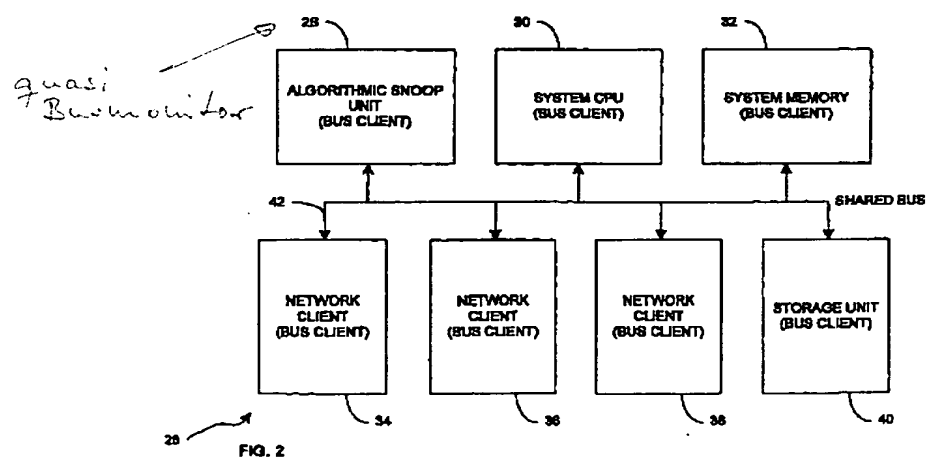 28
30
32
quasi
Busmonitor
ALGORITHMIC SNOOP
UNIT
(BUS CLIENT)
SYSTEM CPU
(BUS CLIENT)
SYSTEM MEMORY
(BUS CLIENT)
42
SHARED BUS
NETWORK
CLIENT
(BUS CLIENT)
NETWORK
CLIENT
(BUS CLIENT)
NETWORK
CLIENT
(BUS CLIENT)
STORAGE UNIT
(BUS CLIENT)
34
36
38
40
26
FIG. 2